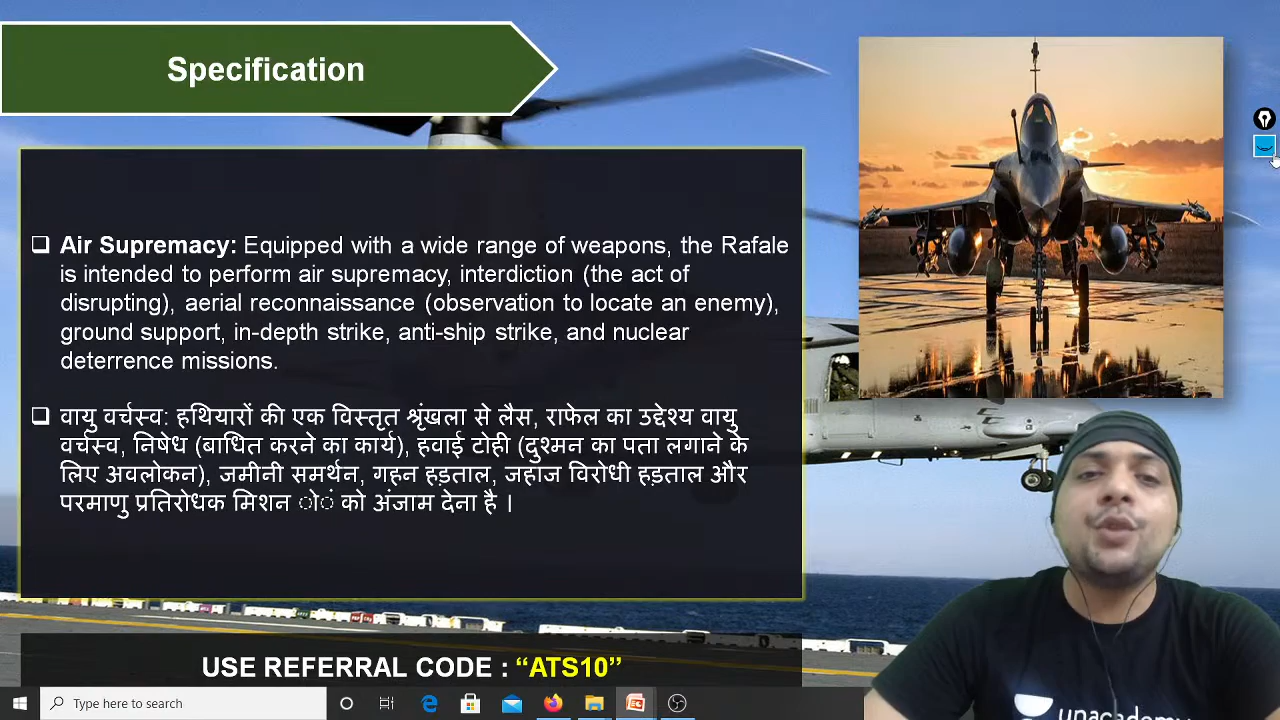 Specification
Air Supremacy: Equipped with a wide range of weapons, the Rafale
is intended to perform air supremacy, interdiction (the act of
disrupting), aerial reconnaissance (observation to locate an enemy),
ground support, in-depth strike, anti-ship strike, and nuclear
deterrence missions.
वायु वर्चस्व: हथियारों की एक विस्तृत श्रृंखला से लैस, राफेल का उद्देश्य वायु
वर्चस्व, निषेध (बाधित करने का कार्य), हवाई टोही (दुश्मन का पता लगाने के
लिए अवलोकन), जमीनी समर्थन, गहन हड़ताल, जहाज विरोधी हड़ताल और
परमाणु प्रतिरोधक मिशन ों को अंजाम देना है ।
USE REFERRAL CODE : “ATS10”
Type here to search
unacademy